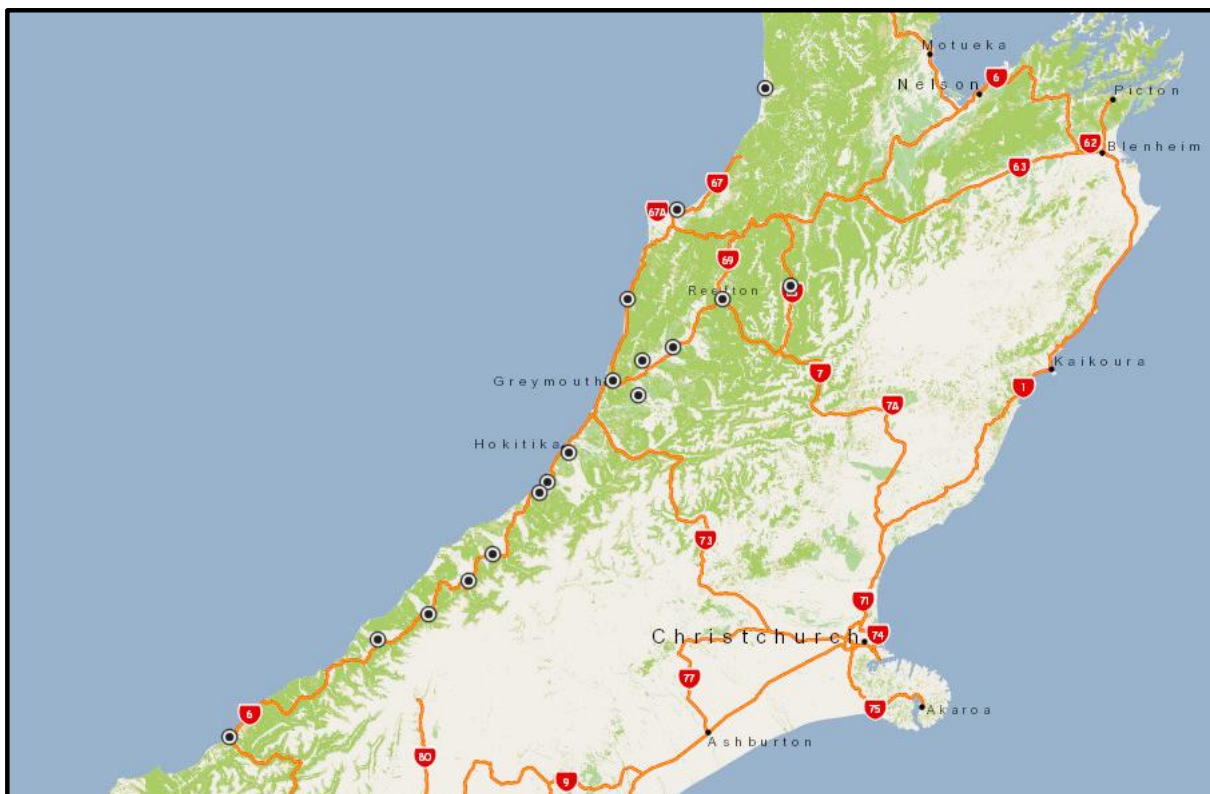 Motueka
Nelson
6
Picton
62
Blenheim
63
67
67A
69
Reefton
Greymouth
7
Kaikoura
1
7A
Hokitika
73
71
Christchurch
74
77
6
75
Akaroa
Ashburton
80
9